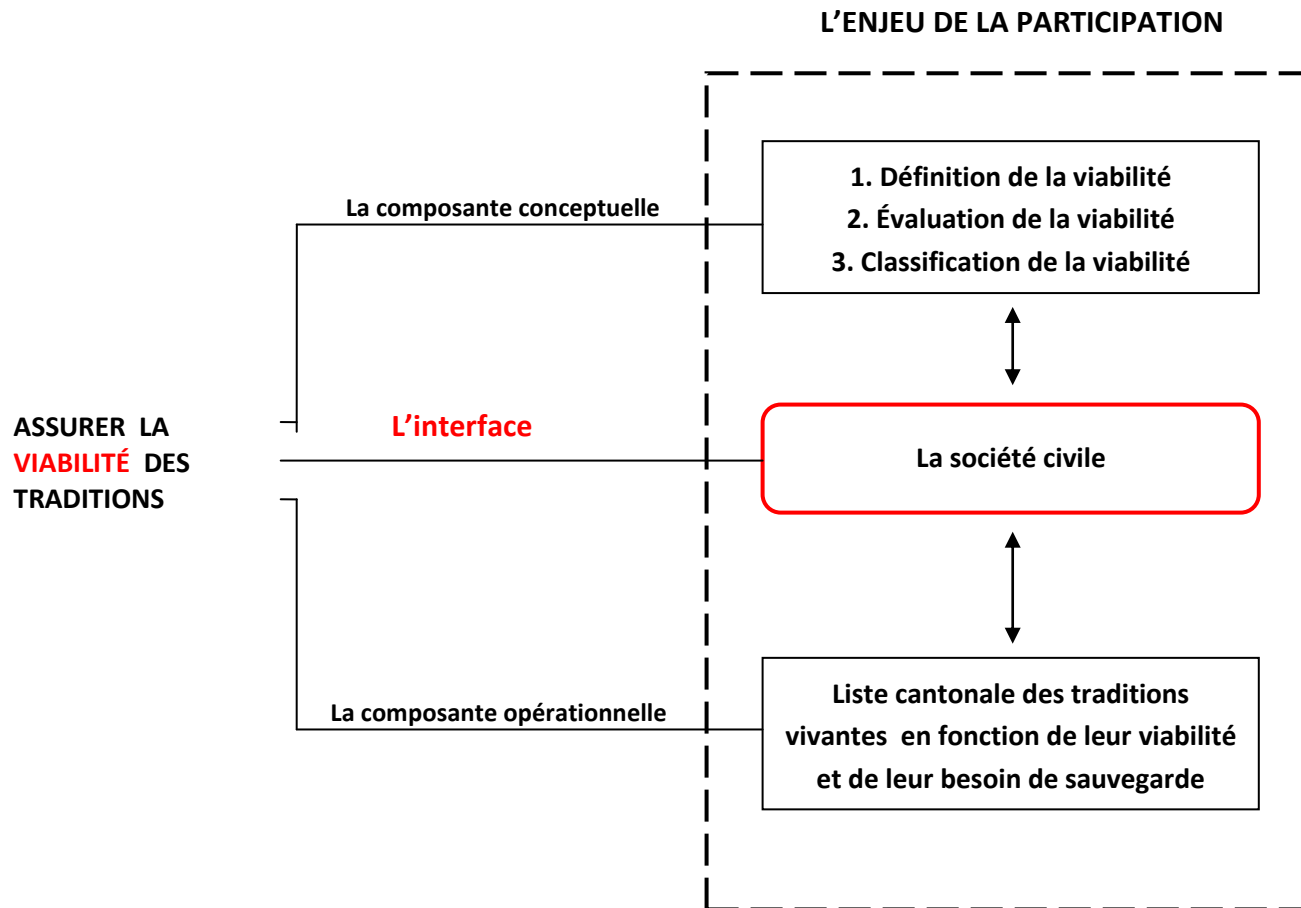 L’ENJEU DE LA PARTICIPATION
La composante conceptuelle
1. Définition de la viabilité
2. Évaluation de la viabilité
3. Classification de la viabilité
ASSURER LA
VIABILITÉ DES
TRADITIONS
L’interface
La société civile
La composante opérationnelle
Liste cantonale des traditions
vivantes en fonction de leur viabilité
et de leur besoin de sauvegarde